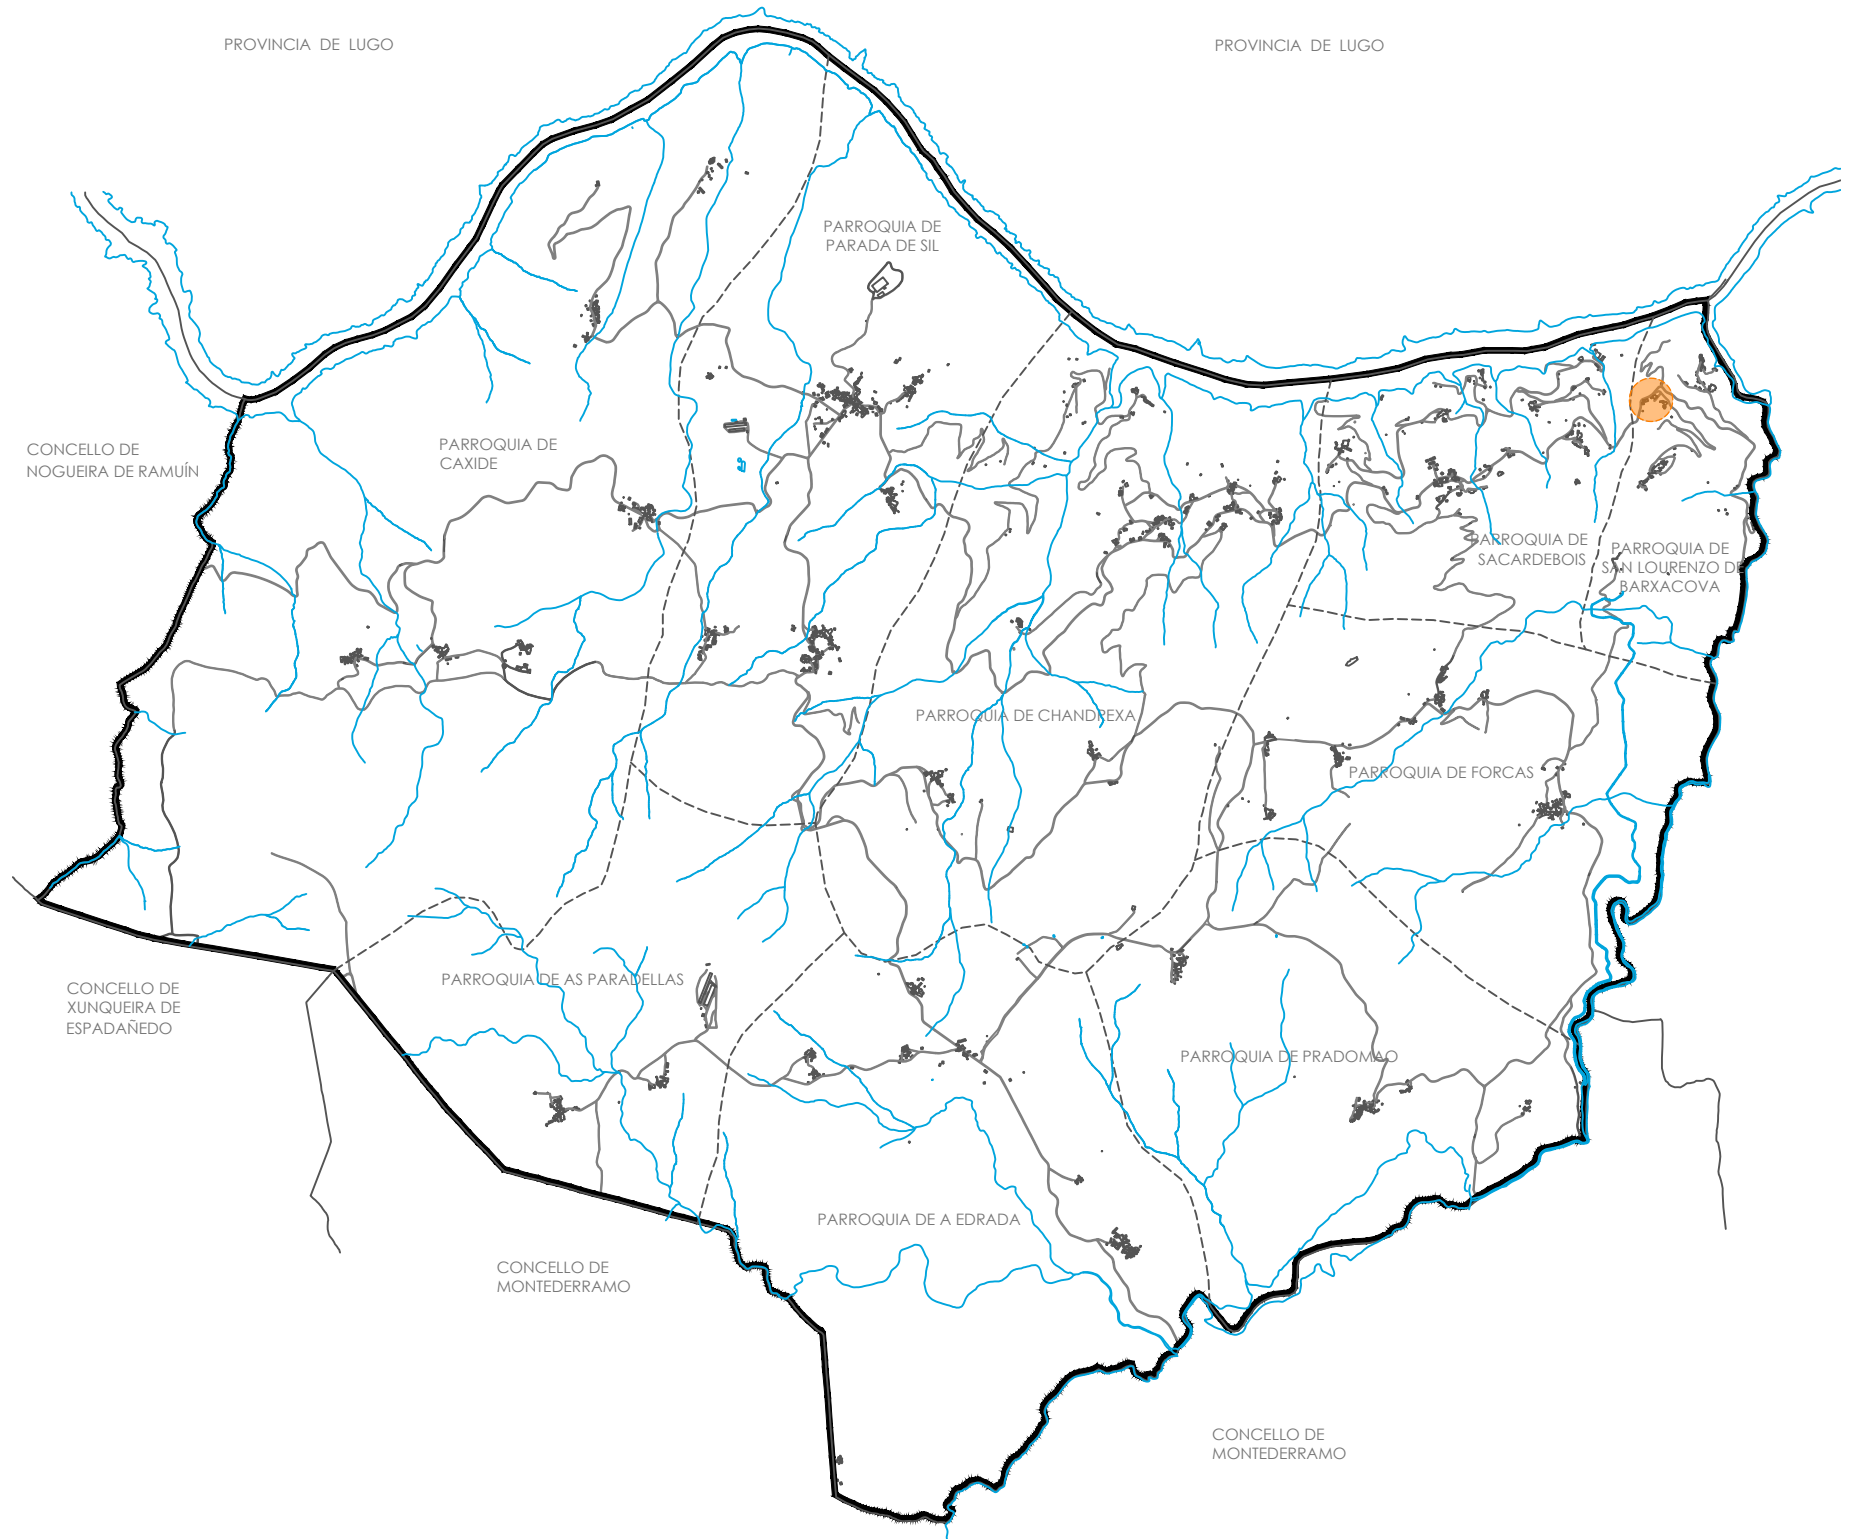 PROVINCIA DE LUGO
PROVINCIA DE LUGO
PARROQUIA DE
PARADA DE SIL
CONCELLO DE
NOGUEIRA DE RAMUÍN
PARROQUIA DE
CAXIDE
PARROQUIA DE
SACARDEBOIS
PARROQUIA DE
SAN LOURENZO DE
BARXACOVA
PARROQUIA DE CHANDREXA
PARROQUIA DE FORCAS
PARROQUIA DE AS PARADELLAS
CONCELLO DE
XUNQUEIRA DE
ESPADAÑEDO
PARROQUIA DE PRADOMAO
PARROQUIA DE A EDRADA
CONCELLO DE
MONTEDERRAMO
CONCELLO DE
MONTEDERRAMO